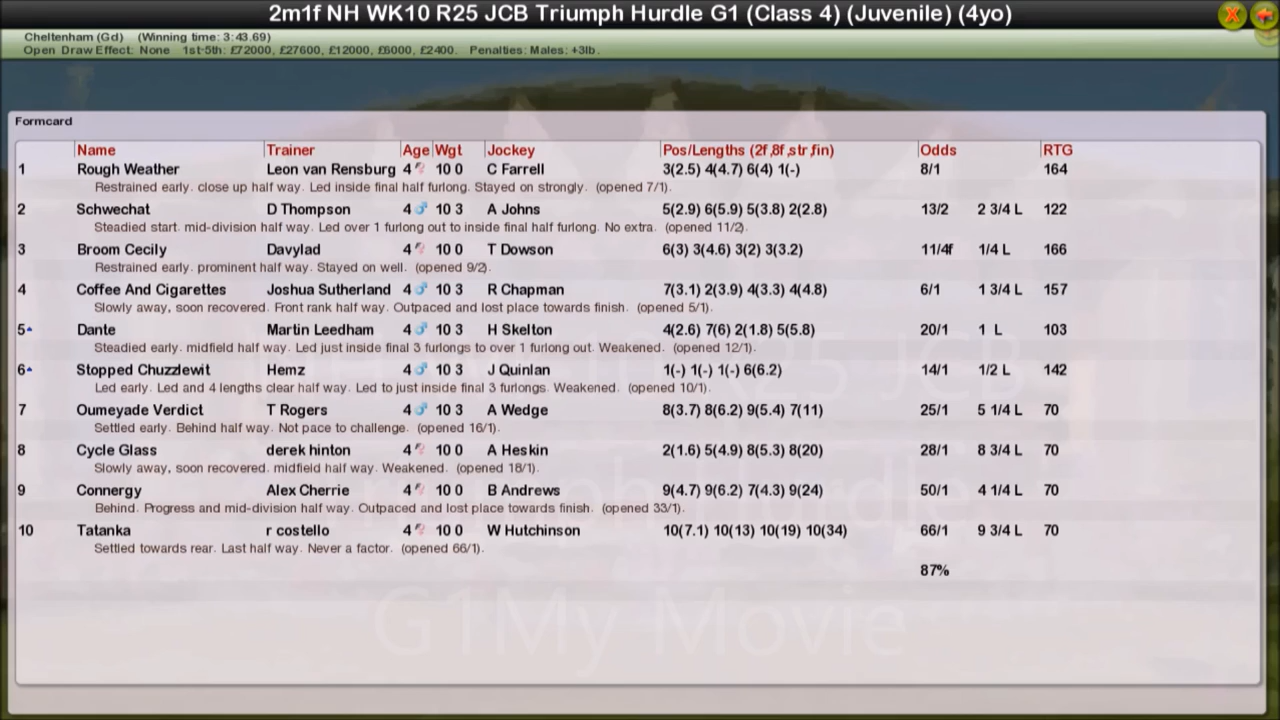 2m1f NH WK10 R25 JCB Triumph Hurdle G1 (Class 4) (Juvenile) (4yo)
Cheltenham (Gd) (Winning time: 3:43.69)
Open Draw Effect: None 1st-5th: £72000, £27600, £12000, £6000, £2400. Penalties: Males: +3lb.
Formcard
Name Trainer Age Wgt Jockey Pos/Lengths (2f,8f,str,fin) Odds RTG
1 Rough Weather Leon van Rensburg 4 10 0 C Farrell 3(2.5) 4(4.7) 6(4) 1(-) 8/1 164
Restrained early. close up half way. Led inside final half furlong. Stayed on strongly. (opened 7/1).
2 Schwechat D Thompson 4 10 3 A Johns 5(2.9) 6(5.9) 5(3.8) 2(2.8) 13/2 2 3/4 L 122
Steadied start. mid-division half way. Led over 1 furlong out to inside final half furlong. No extra. (opened 11/2).
3 Broom Cecily Davylad 4 10 0 T Dowson 6(3) 3(4.6) 3(2) 3(3.2) 11/4f 1/4 L 166
Restrained early. prominent half way. Stayed on well. (opened 9/2).
4 Coffee And Cigarettes Joshua Sutherland 4 10 3 R Chapman 7(3.1) 2(3.9) 4(3.3) 4(4.8) 6/1 1 3/4 L 157
Slowly away, soon recovered. Front rank half way. Outpaced and lost place towards finish. (opened 5/1).
5 Dante Martin Leedham 4 10 3 H Skelton 4(2.6) 7(6) 2(1.8) 5(5.8) 20/1 1 L 103
Steadied early. midfield half way. Led just inside final 3 furlongs to over 1 furlong out. Weakened. (opened 12/1).
6 Stopped Chuzzlewit Hemz 4 10 3 J Quinlan 1(-) 1(-) 1(-) 6(6.2) 14/1 1/2 L 142
Led early. Led and 4 lengths clear half way. Led to just inside final 3 furlongs. Weakened. (opened 10/1).
7 Oumeyade Verdict T Rogers 4 10 3 A Wedge 8(3.7) 8(6.2) 9(5.4) 7(11) 25/1 5 1/4 L 70
Settled early. Behind half way. Not pace to challenge. (opened 16/1).
8 Cycle Glass derek hinton 4 10 0 A Heskin 2(1.6) 5(4.9) 8(5.3) 8(20) 28/1 8 3/4 L 70
Slowly away, soon recovered. midfield half way. Weakened. (opened 18/1).
9 Connergy Alex Cherrie 4 10 0 B Andrews 9(4.7) 9(6.2) 7(4.3) 9(24) 50/1 4 1/4 L 70
Behind. Progress and mid-division half way. Outpaced and lost place towards finish. (opened 33/1).
10 Tatanka r costello 4 10 0 W Hutchinson 10(7.1) 10(13) 10(19) 10(34) 66/1 9 3/4 L 70
Settled towards rear. Last half way. Never a factor. (opened 66/1).
87%
G1My Movie